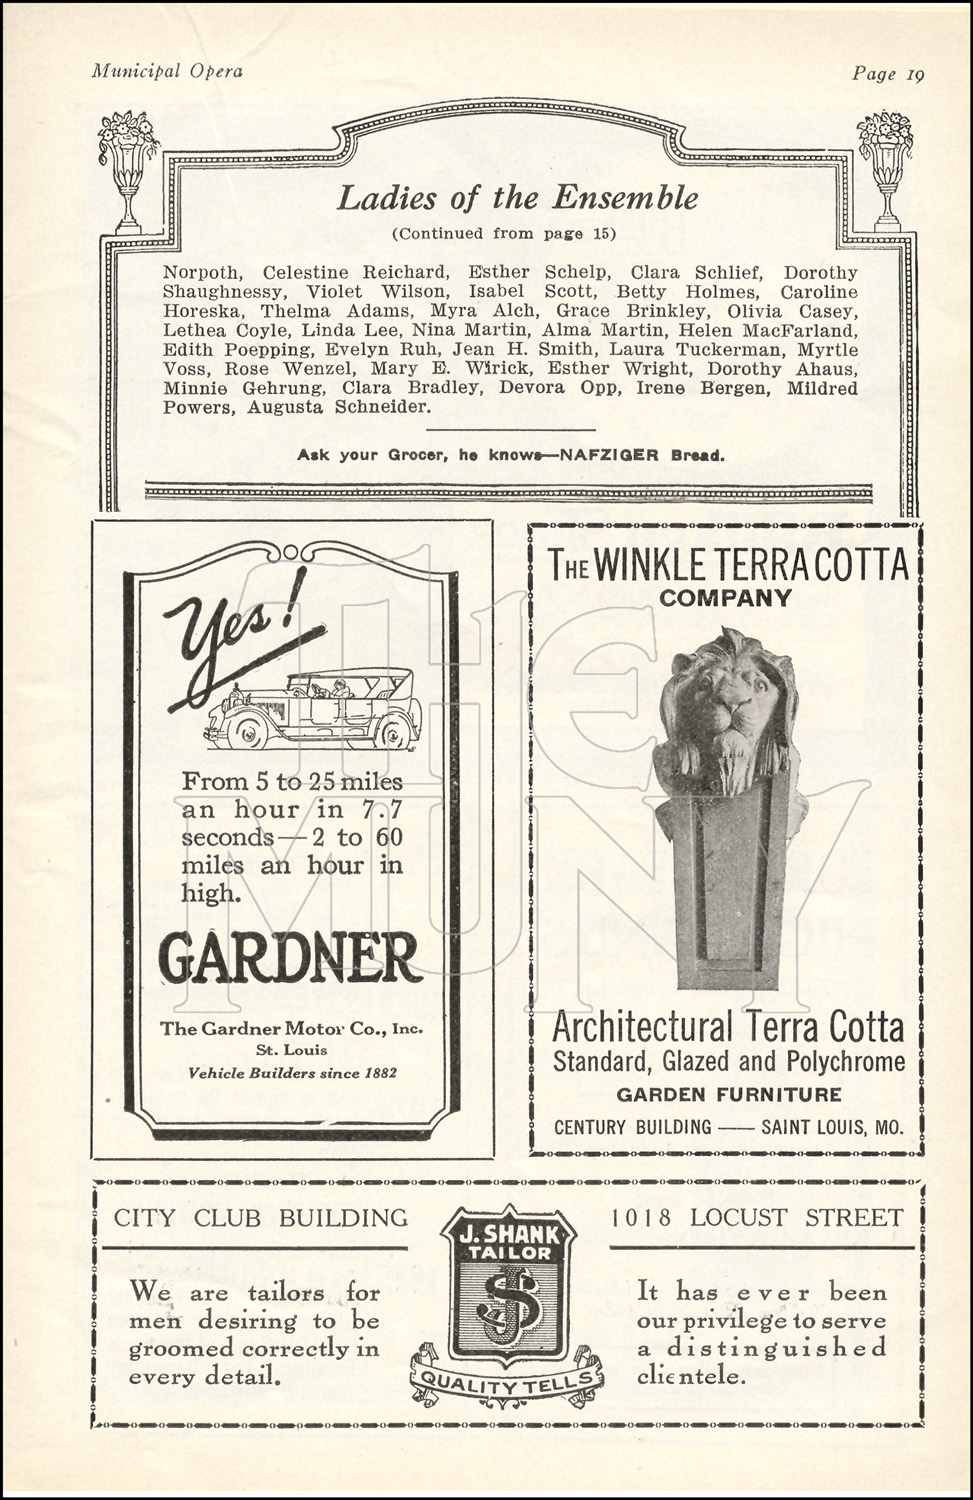 Municipal Opera
Page 19
Ladies of the Ensemble
(Continued from page 15)
Norpoth, Celestine Reichard, Esther Schelp, Clara Schlief, Dorothy
Shaughnessy, Violet Wilson, Isabel Scott, Betty Holmes, Caroline
Horeska, Thelma Adams, Myra Alch, Grace Brinkley, Olivia Casey,
Lethea Coyle, Linda Lee, Nina Martin, Alma Martin, Helen MacFarland,
Edith Poepping, Evelyn Ruh, Jean H. Smith, Laura Tuckerman, Myrtle
Voss, Rose Wenzel, Mary E. Wirick, Esther Wright, Dorothy Ahaus,
Minnie Gehrung, Clara Bradley, Devora Opp, Irene Bergen, Mildred
Powers, Augusta Schneider.
Ask your Grocer, he knows—NAFZIGER Bread.
Yes!
From 5 to 25 miles
an hour in 7.7
seconds—2 to 60
miles an hour in
high.
GARDNER
The Gardner Motor Co., Inc.
St. Louis
Vehicle Builders since 1882
THE WINKLE TERRA COTTA
COMPANY
Architectural Terra Cotta
Standard, Glazed and Polychrome
GARDEN FURNITURE
CENTURY BUILDING — SAINT LOUIS, MO.
THE
MUNY
CITY CLUB BUILDING
We are tailors for
men desiring to be
groomed correctly in
every detail.
J. SHANK
TAILOR
JS
QUALITY TELLS
1018 LOCUST STREET
It has ever been
our privilege to serve
a distinguished
clientele.